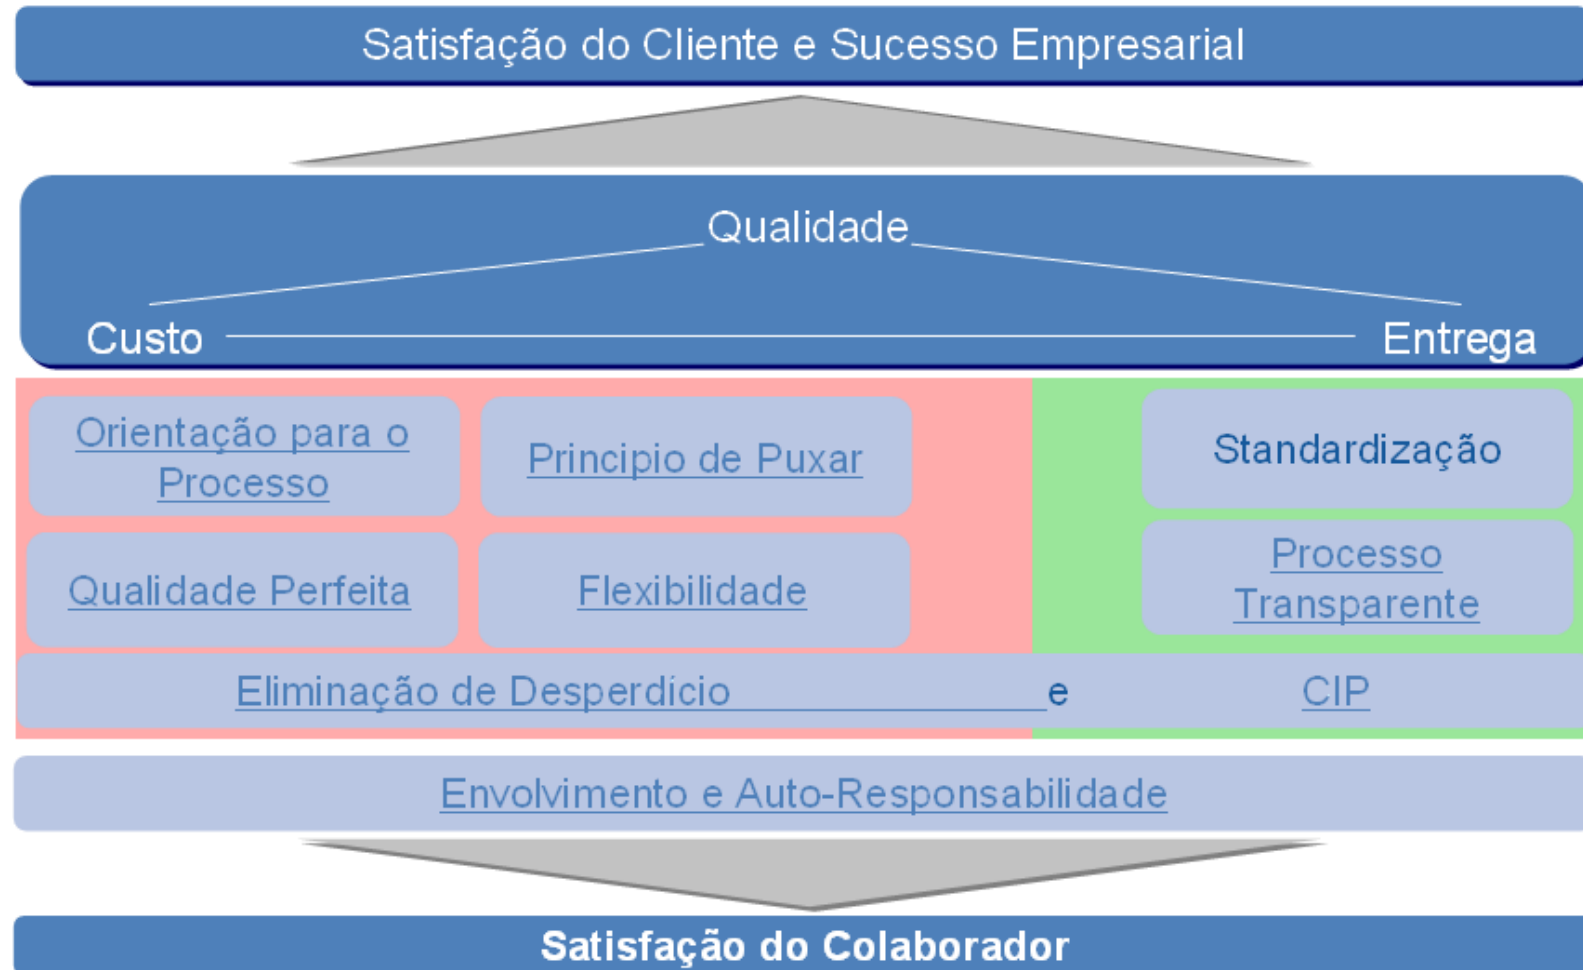 Satisfação do Cliente e Sucesso Empresarial
Qualidade
Custo
Entrega
Orientação para o
Processo
Principio de Puxar
Standardização
Qualidade Perfeita
Flexibilidade
Processo
Transparente
Eliminação de Desperdício e CIP
Envolvimento e Auto-Responsabilidade
Satisfação do Colaborador